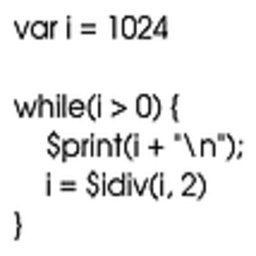 var i = 1024
while(i > 0) {
$print(i + "\n");
i = $idiv(i, 2)
}